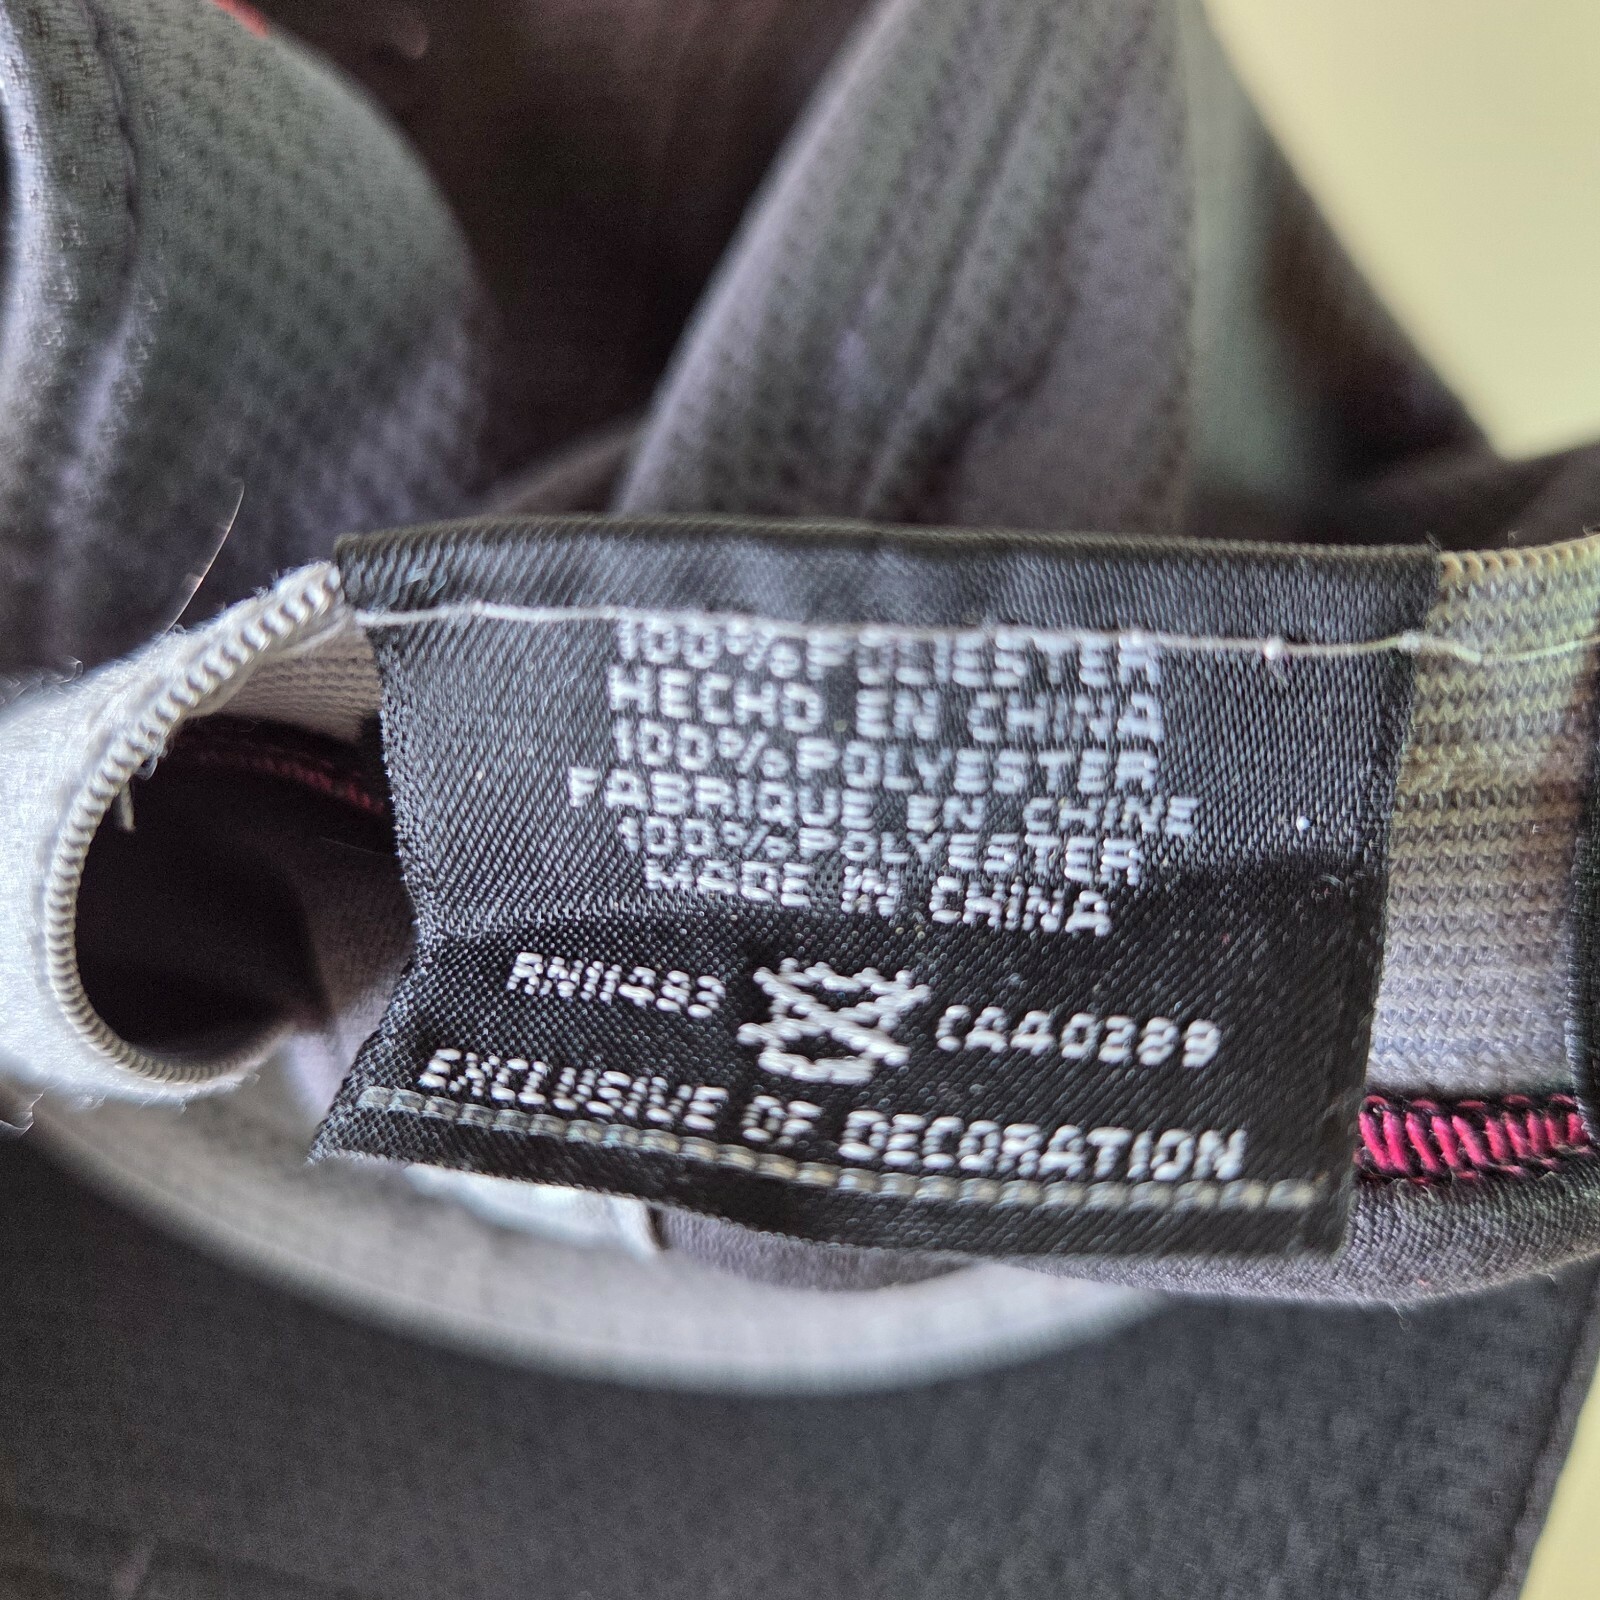 100% POLIESTER
HECHO EN CHINA
100% POLYESTER
FABRIQUE EN CHINE
100% POLYESTER
MADE IN CHINA
CA40289
EXCLUSIVE OF DECORATION